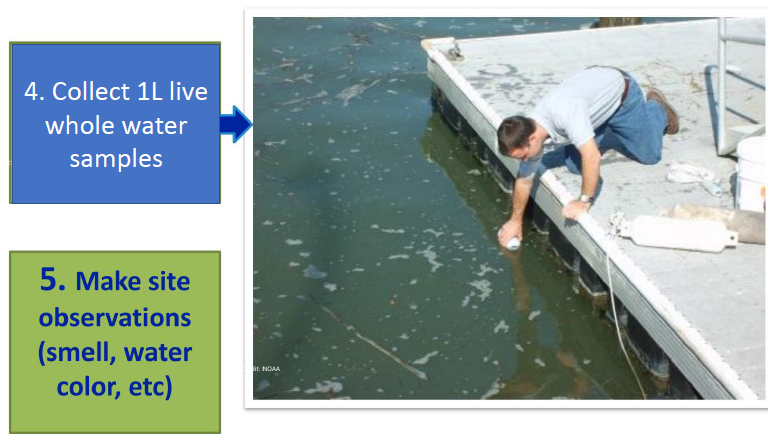 4. Collect 1L live
whole water
samples
5. Make site
observations
(smell, water
color, etc)
NOAA